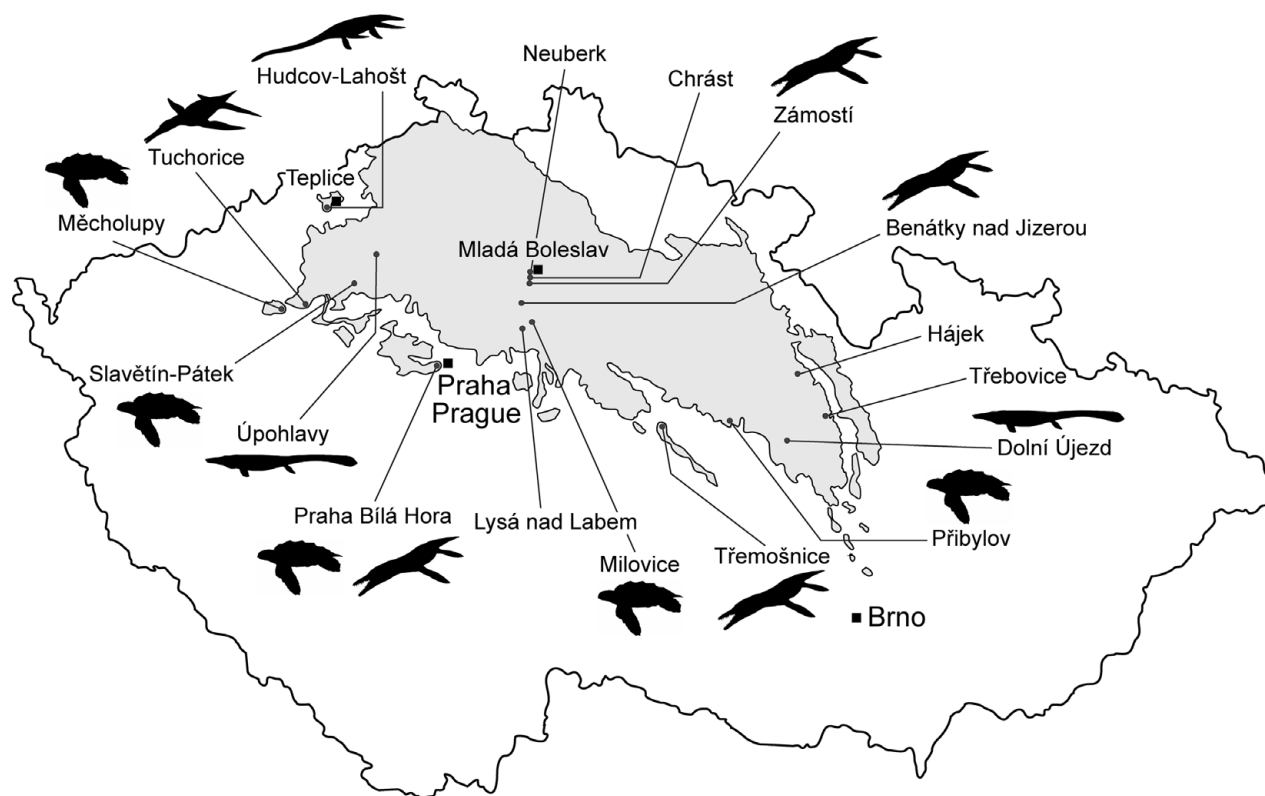 Neuberk
Hudcov-Lahošt
Chrást
Zámostí
Tuchorice
Teplice
Měcholupy
Benátky nad Jizerou
Mladá Boleslav
Hájek
Slavětín-Pátek
Praha
Prague
Třebovice
Úpohlavy
Dolní Újezd
Praha Bílá Hora
Lysá nad Labem
Přibylov
Třemošnice
Milovice
Brno